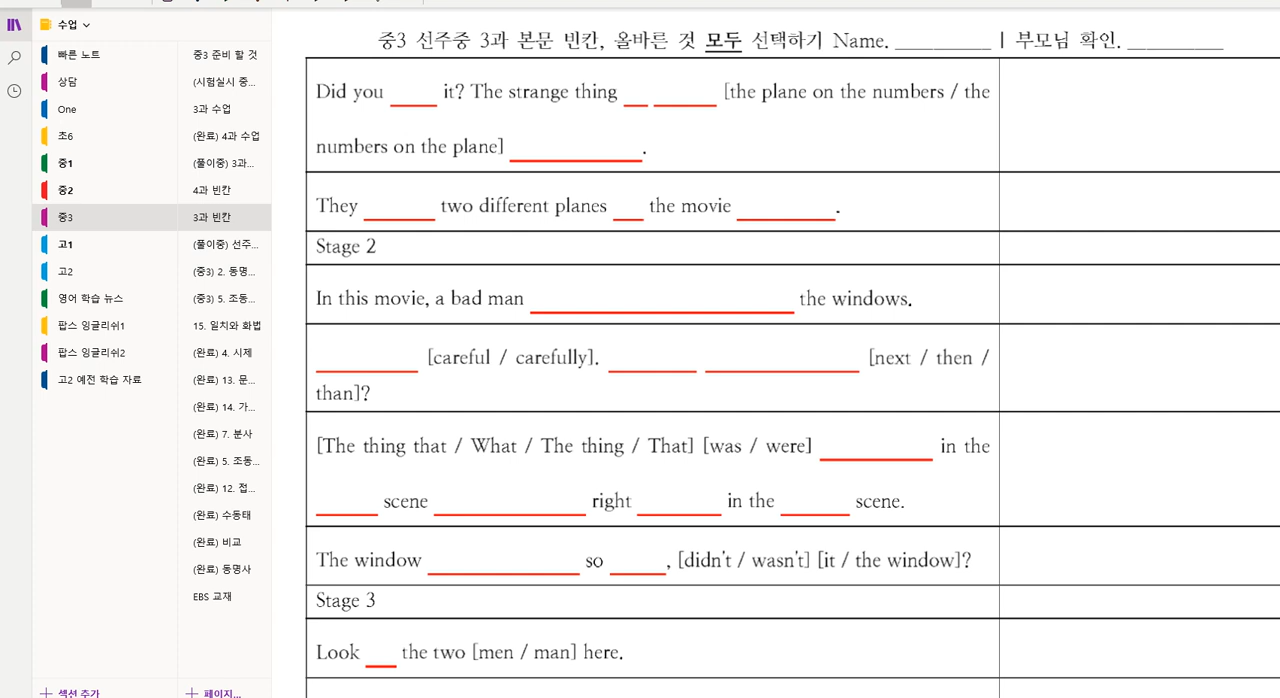 수업
빠른 노트
상담
One
초6
중1
중2
중3
고1
고2
영어 학습 뉴스
팝스 잉글리쉬1
팝스 잉글리쉬2
고2 예전 학습 자료
섹션 추가
중3 준비 할 것
(시험실시 중...
3과 수업
(완료) 4과 수업
(풀이중) 3과...
4과 빈칸
3과 빈칸
(풀이중) 선주...
(중3) 2. 동명...
(중3) 5. 조동...
15. 일치와 화법
(완료) 4. 시제
(완료) 13. 문...
(완료) 14. 가...
(완료) 7. 분사
(완료) 5. 조동...
(완료) 12. 접...
(완료) 수동태
(완료) 비교
(완료) 동명사
EBS 교재
페이지...
중3 선주중 3과 본문 빈칸, 올바른 것 모두 선택하기 Name. __________ | 부모님 확인. __________
Did you ____ it? The strange thing __ _____ [the plane on the numbers / the
numbers on the plane] __________.
They _____ two different planes __ the movie _______.
Stage 2
In this movie, a bad man ____________________ the windows.
________ [careful / carefully]. _______ ___________ [next / then /
than]?
[The thing that / What / The thing / That] [was / were] ________ in the
_____ scene ___________ right ______ in the _____ scene.
The window ___________ so ____, [didn't / wasn't] [it / the window]?
Stage 3
Look __ the two [men / man] here.